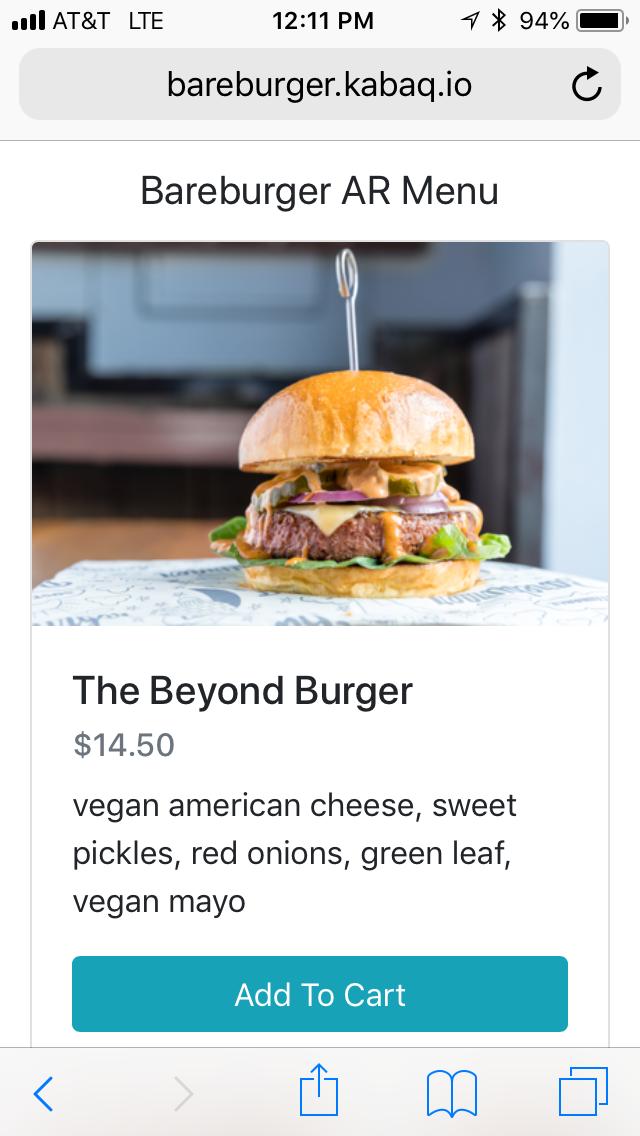 AT&T LTE 12:11 PM 94%
bareburger.kabaq.io
Bareburger AR Menu
The Beyond Burger
$14.50
vegan american cheese, sweet
pickles, red onions, green leaf,
vegan mayo
Add To Cart